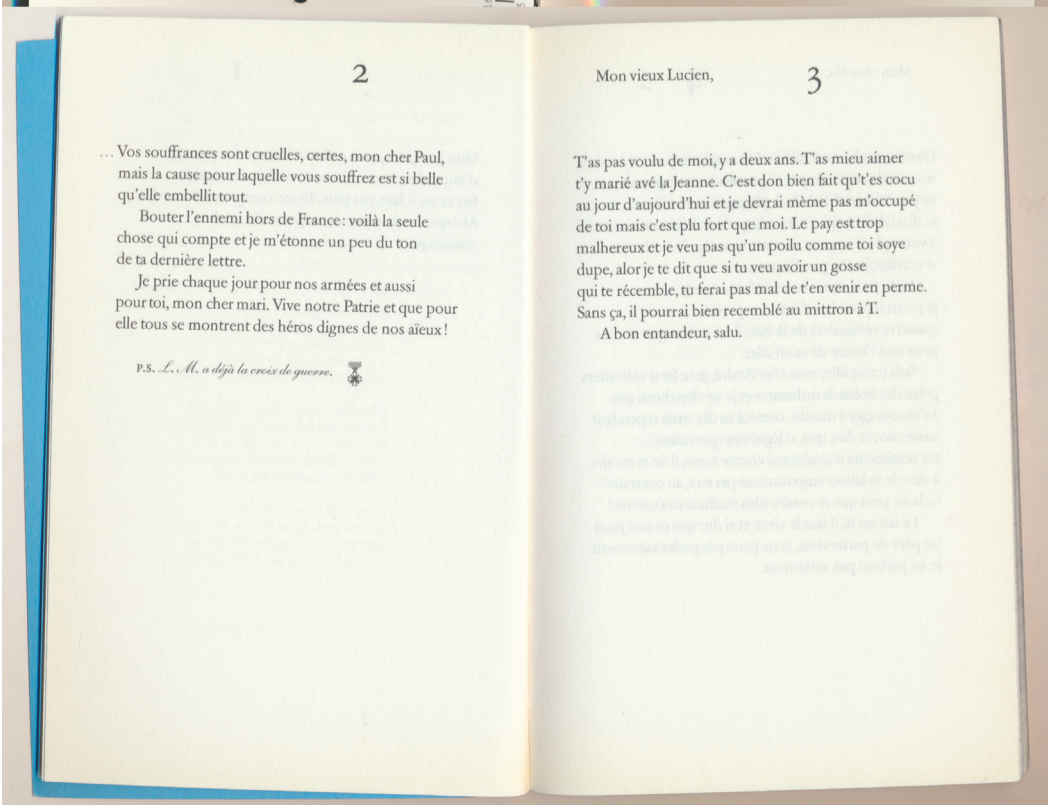 2
…Vos souffrances sont cruelles, certes, mon cher Paul,
mais la cause pour laquelle vous souffrez est si belle
qu'elle embellit tout.
Bouter l'ennemi hors de France : voilà la seule
chose qui compte et je m'étonne un peu du ton
de ta dernière lettre.
Je prie chaque jour pour nos armées et aussi
pour toi, mon cher mari. Vive notre Patrie et que pour
elle tous se montrent des héros dignes de nos aïeux !
P.S. L. M. a déjà la croix de guerre.
Mon vieux Lucien,
3
T'as pas voulu de moi, y a deux ans. T'as mieu aimer
t'y marié avé la Jeanne. C'est don bien fait qu't'es cocu
au jour d'aujourd'hui et je devrai mème pas m'occupé
de toi mais c'est plu fort que moi. Le pay est trop
malhereux et je veu pas qu'un poilu comme toi soye
dupe, alor je te dit que si tu veu avoir un gosse
qui te récemble, tu ferai pas mal de t'en venir en perme.
Sans ça, il pourrai bien recemblé au mittron à T.
A bon entandeur, salu.